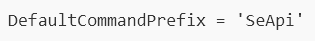 DefaultCommandPrefix = 'SeApi'